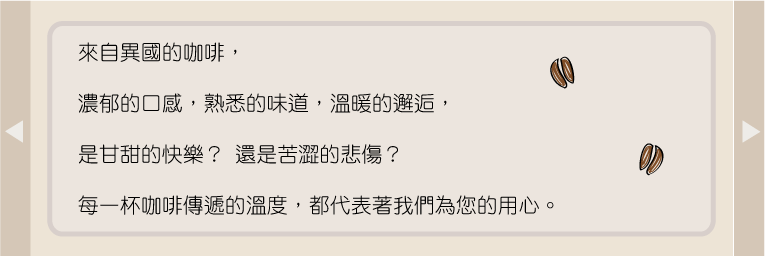 來自異國的咖啡，
濃郁的口感，熟悉的味道，溫暖的邂逅，
是甘甜的快樂？ 還是苦澀的悲傷？
每一杯咖啡傳遞的溫度，都代表著我們為您的用心。